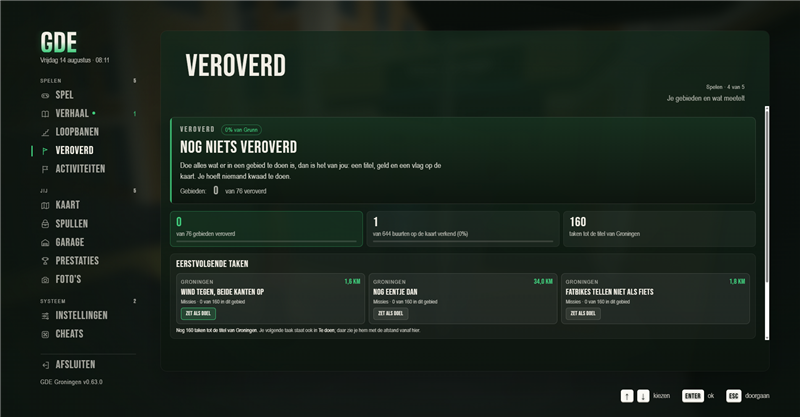 GDE
Vrijdag 14 augustus · 08:11
SPELEN 5
SPEL
VERHAAL 1
LOOPBANEN
VEROVERD
ACTIVITEITEN
JIJ 5
KAART
SPULLEN
GARAGE
PRESTATIES
FOTO'S
SYSTEEM 2
INSTELLINGEN
CHEATS
AFSLUITEN
GDE Groningen v0.63.0
VEROVERD
Spelen · 4 van 5
Je gebieden en wat meetelt
VEROVERD 0% van Grunn
NOG NIETS VEROVERD
Doe alles wat er in een gebied te doen is, dan is het van jou: een titel, geld en een vlag op de
kaart. Je hoeft niemand kwaad te doen.
Gebieden: 0 van 76 veroverd
0
van 76 gebieden veroverd
1
van 644 buurten op de kaart verkend (0%)
160
taken tot de titel van Groningen
EERSTVOLGENDE TAKEN
GRONINGEN 1,6 KM
WIND TEGEN, BEIDE KANTEN OP
Missies · 0 van 160 in dit gebied
ZET ALS DOEL
GRONINGEN 34,0 KM
NOG EENTJE DAN
Missies · 0 van 160 in dit gebied
ZET ALS DOEL
GRONINGEN 1,8 KM
FATBIKES TELLEN NIET ALS FIETS
Missies · 0 van 160 in dit gebied
ZET ALS DOEL
Nog 160 taken tot de titel van Groningen. Je volgende taak staat ook in Te doen, daar zie je hem met de afstand vanaf hier.
↑ ↓ kiezen ENTER ok ESC doorgaan